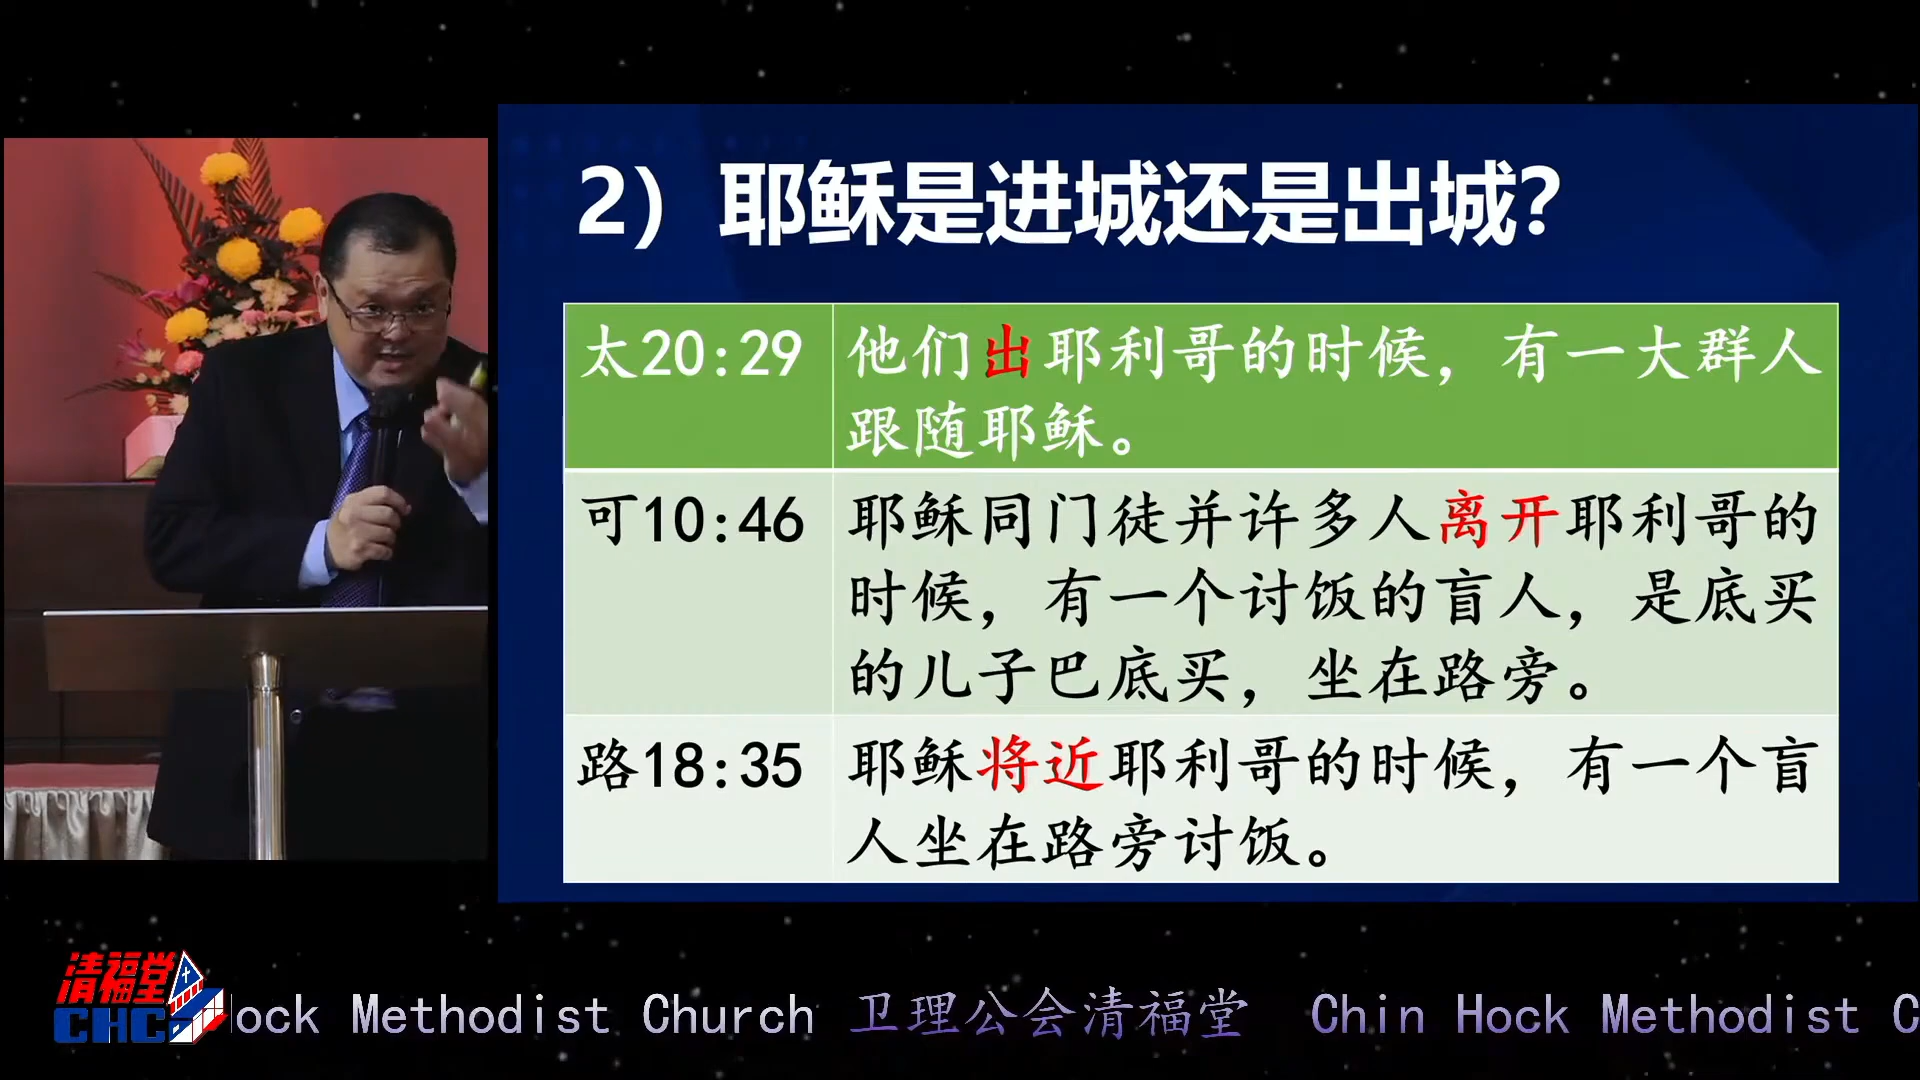 2）耶稣是进城还是出城？
太20:29
他们出耶利哥的时候，有一大群人
跟随耶稣。
可10:46
耶稣同门徒并许多人离开耶利哥的
时候，有一个讨饭的盲人，是底买
的儿子巴底买，坐在路旁。
路18:35
耶稣将近耶利哥的时候，有一个盲
人坐在路旁讨饭。
清福堂
CHC
ock Methodist Church 卫理公会清福堂 Chin Hock Methodist C